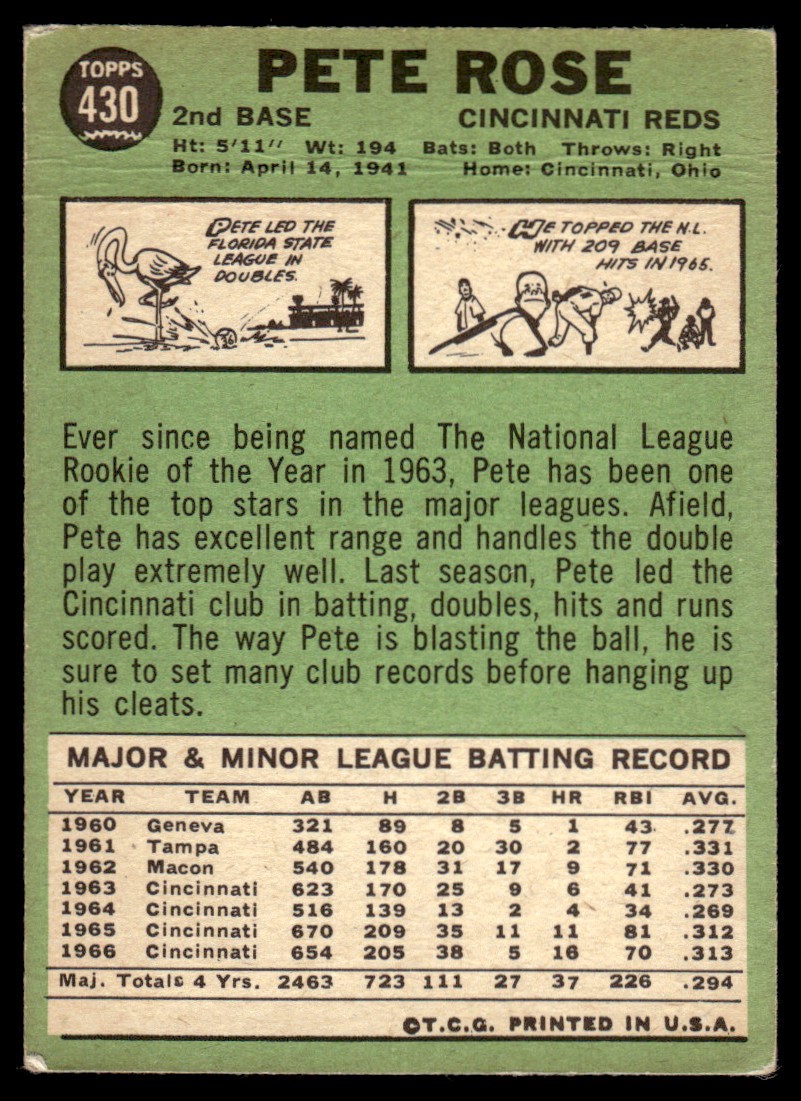 TOPPS
430
PETE ROSE
2nd BASE CINCINNATI REDS
Ht: 5'11" Wt: 194 Bats: Both Throws: Right
Born: April 14, 1941 Home: Cincinnati, Ohio
PETE LED THE
FLORIDA STATE
LEAGUE IN
DOUBLES.
HE TOPPED THE N.L.
WITH 209 BASE
HITS IN 1965.
Ever since being named The National League
Rookie of the Year in 1963, Pete has been one
of the top stars in the major leagues. Afield,
Pete has excellent range and handles the double
play extremely well. Last season, Pete led the
Cincinnati club in batting, doubles, hits and runs
scored. The way Pete is blasting the ball, he is
sure to set many club records before hanging up
his cleats.
MAJOR & MINOR LEAGUE BATTING RECORD
YEAR TEAM AB H 2B 3B HR RBI AVG.
1960 Geneva 321 89 8 5 1 43 .277
1961 Tampa 484 160 20 30 2 77 .331
1962 Macon 540 178 31 17 9 71 .330
1963 Cincinnati 623 170 25 9 6 41 .273
1964 Cincinnati 516 139 13 2 4 34 .269
1965 Cincinnati 670 209 35 11 11 81 .312
1966 Cincinnati 654 205 38 5 16 70 .313
Maj. Totals 4 Yrs. 2463 723 111 27 37 226 .294
©T.C.G. PRINTED IN U.S.A.